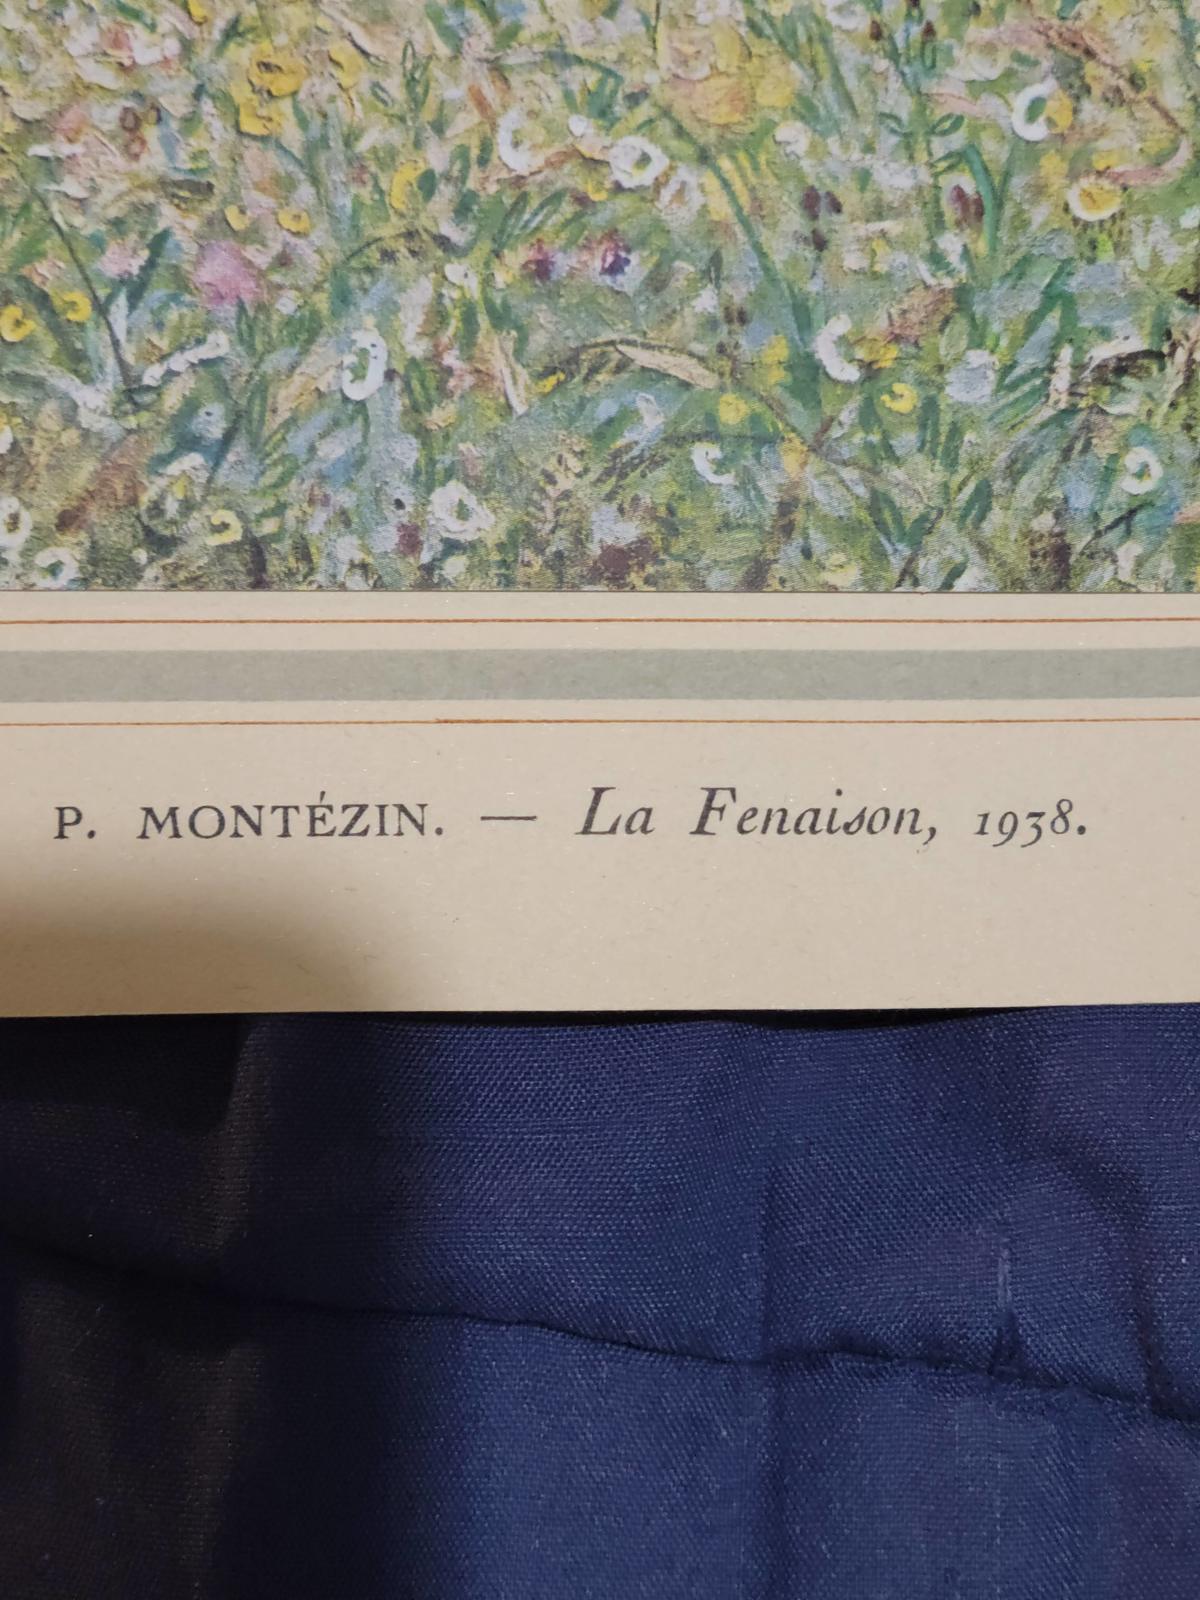 P. MONTÉZIN. — La Fenaison, 1938.